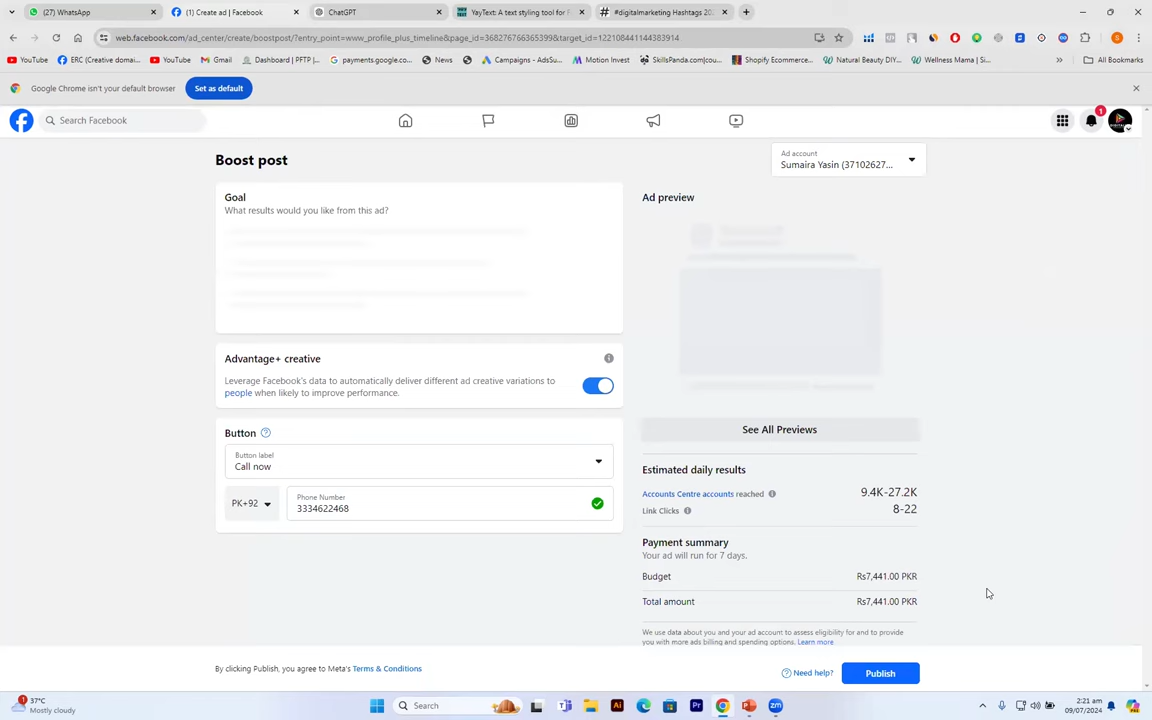 (27) WhatsApp
(1) Create ad | Facebook
ChatGPT
YayText: A text styling tool for F
#digitalmarketing Hashtags 20
web.facebook.com/ad_center/create/boostpost/?entry_point=www_profile_plus_timeline&page_id=368276766365399&target_id=122108441144383914
YouTube
ERC (Creative domai...
YouTube
Gmail
Dashboard | PFTP |...
payments.google.co...
News
Campaigns - AdsSu...
Motion Invest
SkillsPanda.com|cou...
Shopify Ecommerce...
Natural Beauty DIY...
Wellness Mama | Si...
All Bookmarks
Google Chrome isn't your default browser
Set as default
Search Facebook
1
Boost post
Ad account
Sumaira Yasin (37102627...
Goal
What results would you like from this ad?
Ad preview
Advantage+ creative
Leverage Facebook's data to automatically deliver different ad creative variations to
people when likely to improve performance.
Button
Button label
Call now
PK+92
Phone Number
3334622468
See All Previews
Estimated daily results
Accounts Centre accounts reached
9.4K-27.2K
Link Clicks
8-22
Payment summary
Your ad will run for 7 days.
Budget
Rs7,441.00 PKR
Total amount
Rs7,441.00 PKR
We use data about you and your ad account to assess eligibility for and to provide
you with more ads billing and spending options. Learn more
By clicking Publish, you agree to Meta's Terms & Conditions
Need help?
Publish
1
37°C
Mostly cloudy
Search
2:21 am
09/07/2024